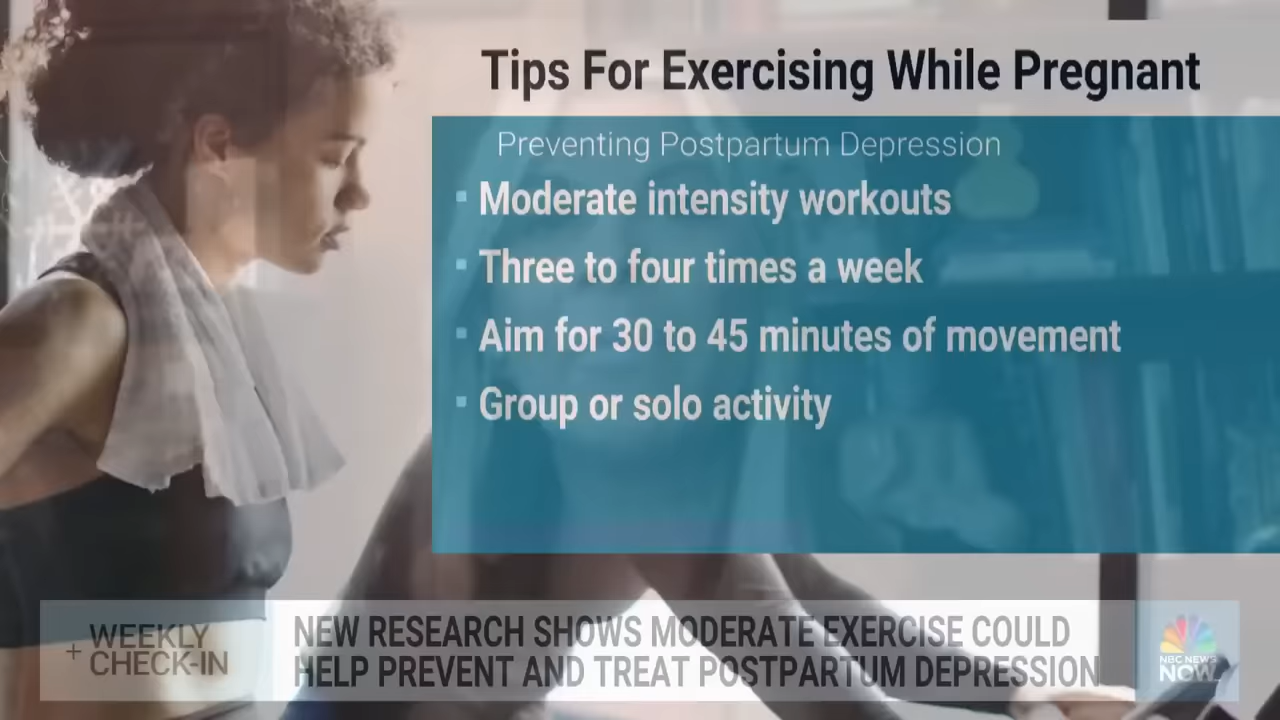 Tips For Exercising While Pregnant
Preventing Postpartum Depression
Moderate intensity workouts
Three to four times a week
Aim for 30 to 45 minutes of movement
Group or solo activity
+ WEEKLY
CHECK-IN
NEW RESEARCH SHOWS MODERATE EXERCISE COULD
HELP PREVENT AND TREAT POSTPARTUM DEPRESSION
NBC NEWS
NOW